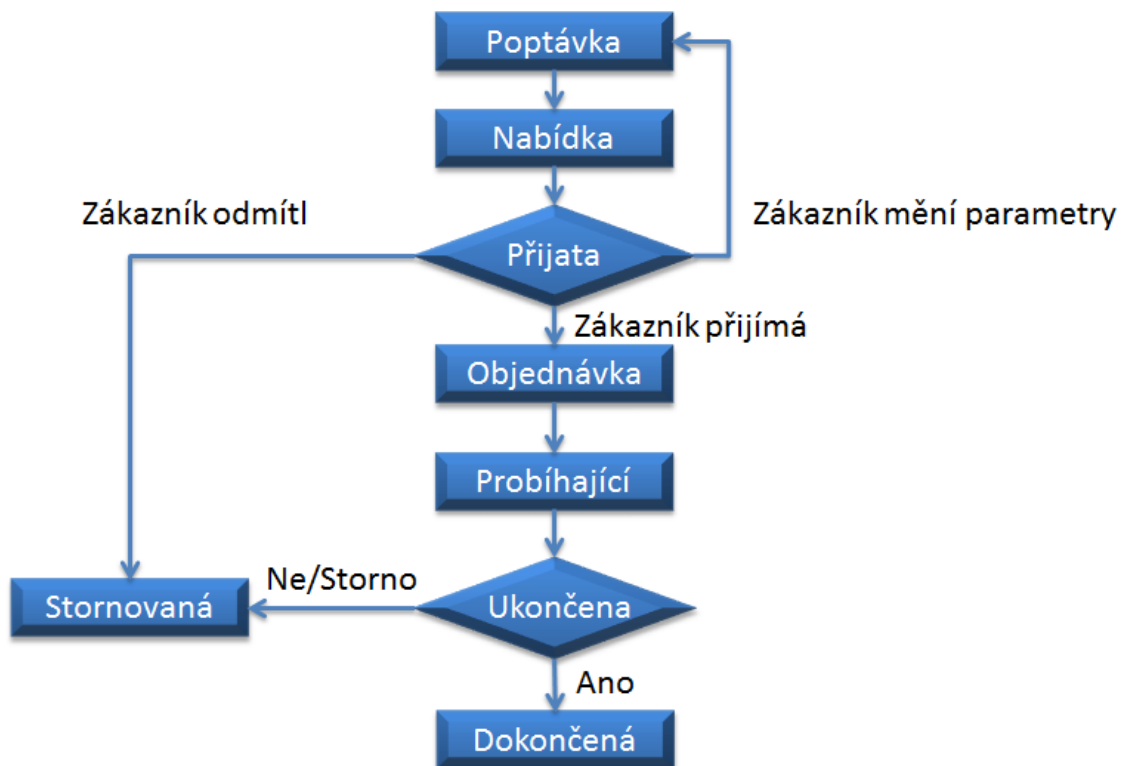 Poptávka
Nabídka
Zákazník odmítl
Zákazník mění parametry
Přijata
Zákazník přijímá
Objednávka
Probíhající
Ne/Storno
Stornovaná
Ukončena
Ano
Dokončená